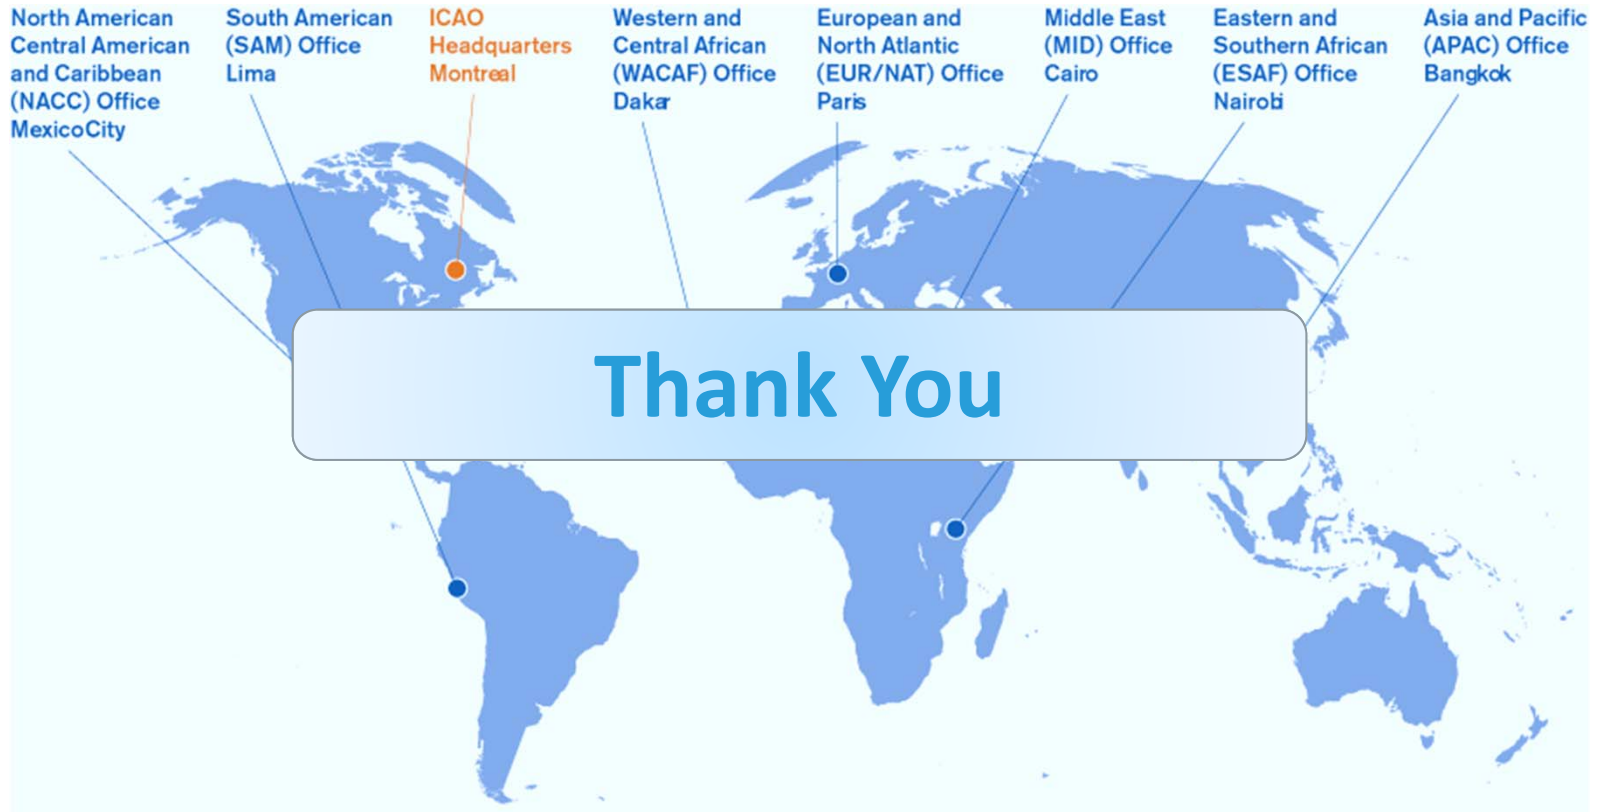 North American
Central American
and Caribbean
(NACC) Office
MexicoCity
South American
(SAM) Office
Lima
ICAO
Headquarters
Montreal
Western and
Central African
(WACAF) Office
Dakar
European and
North Atlantic
(EUR/NAT) Office
Paris
Middle East
(MID) Office
Cairo
Eastern and
Southern African
(ESAF) Office
Nairobi
Asia and Pacific
(APAC) Office
Bangkok
Thank You